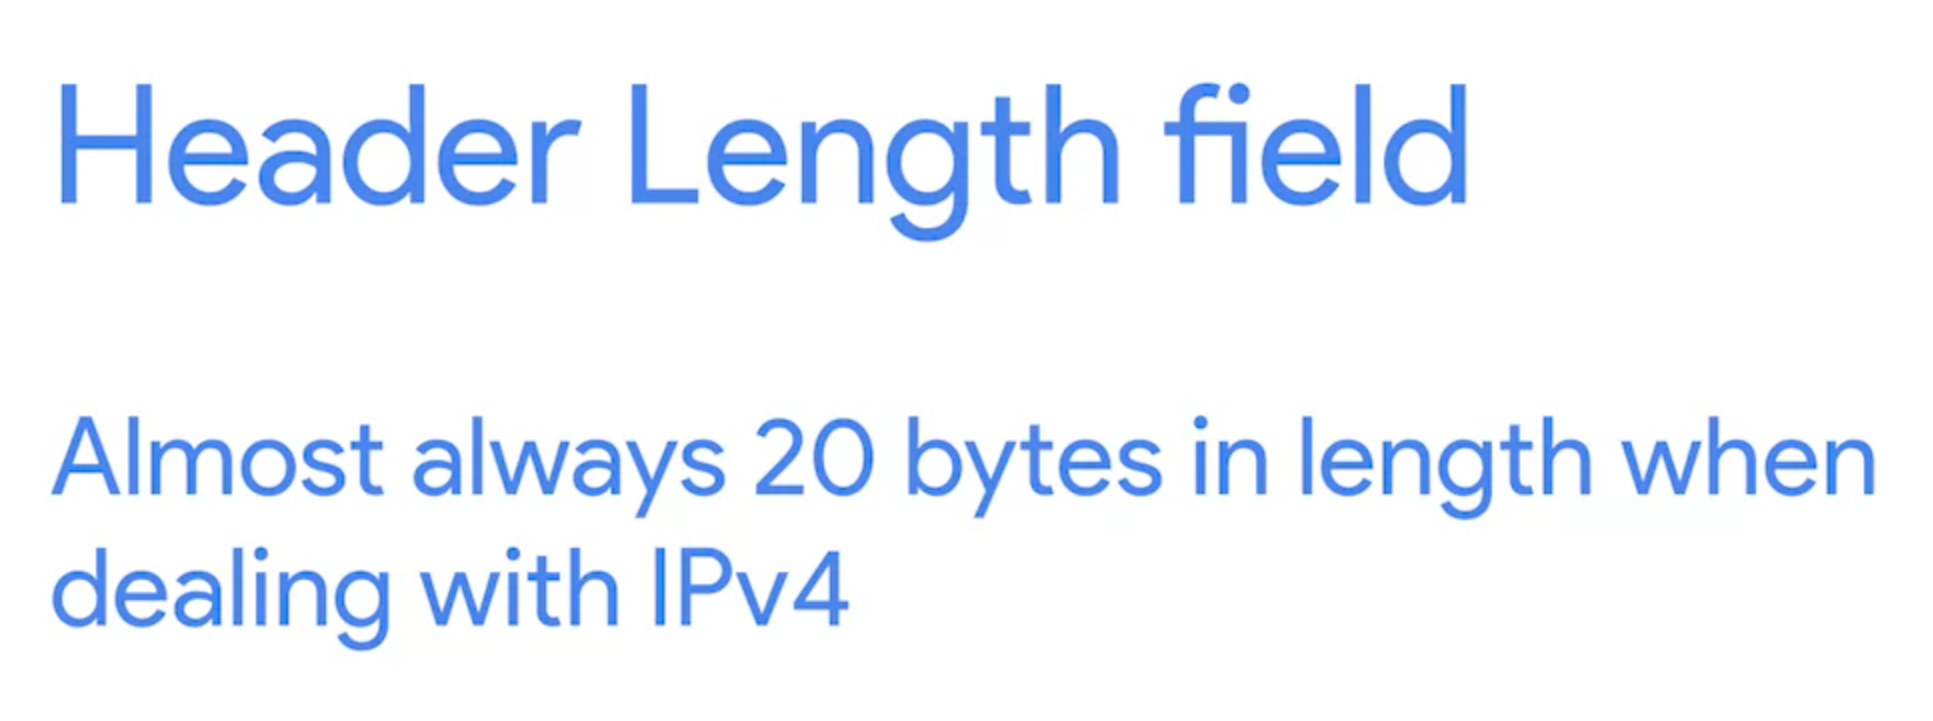 Header Length field
Almost always 20 bytes in length when
dealing with IPv4